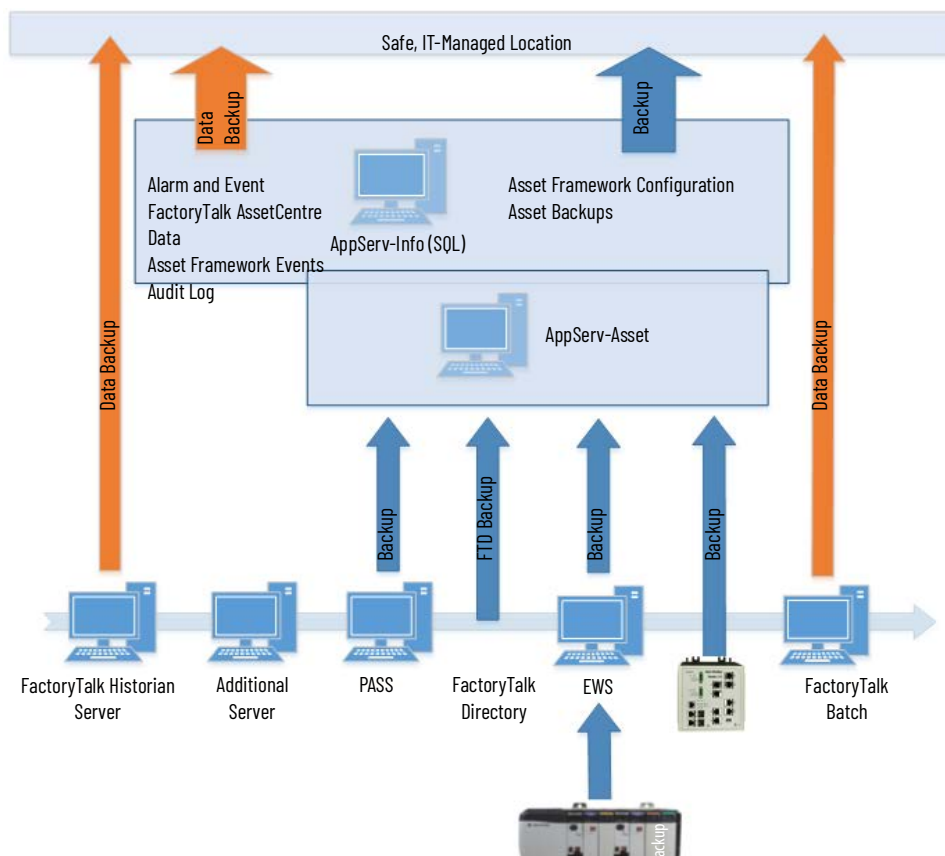 Safe, IT-Managed Location
Data
Backup
Backup
Alarm and Event
FactoryTalk AssetCentre
Data
Asset Framework Events
Audit Log
AppServ-Info (SQL)
Asset Framework Configuration
Asset Backups
AppServ-Asset
Data Backup
Data Backup
Backup
FTD Backup
Backup
Backup
FactoryTalk Historian
Server
Additional
Server
PASS
FactoryTalk
Directory
EWS
FactoryTalk
Batch